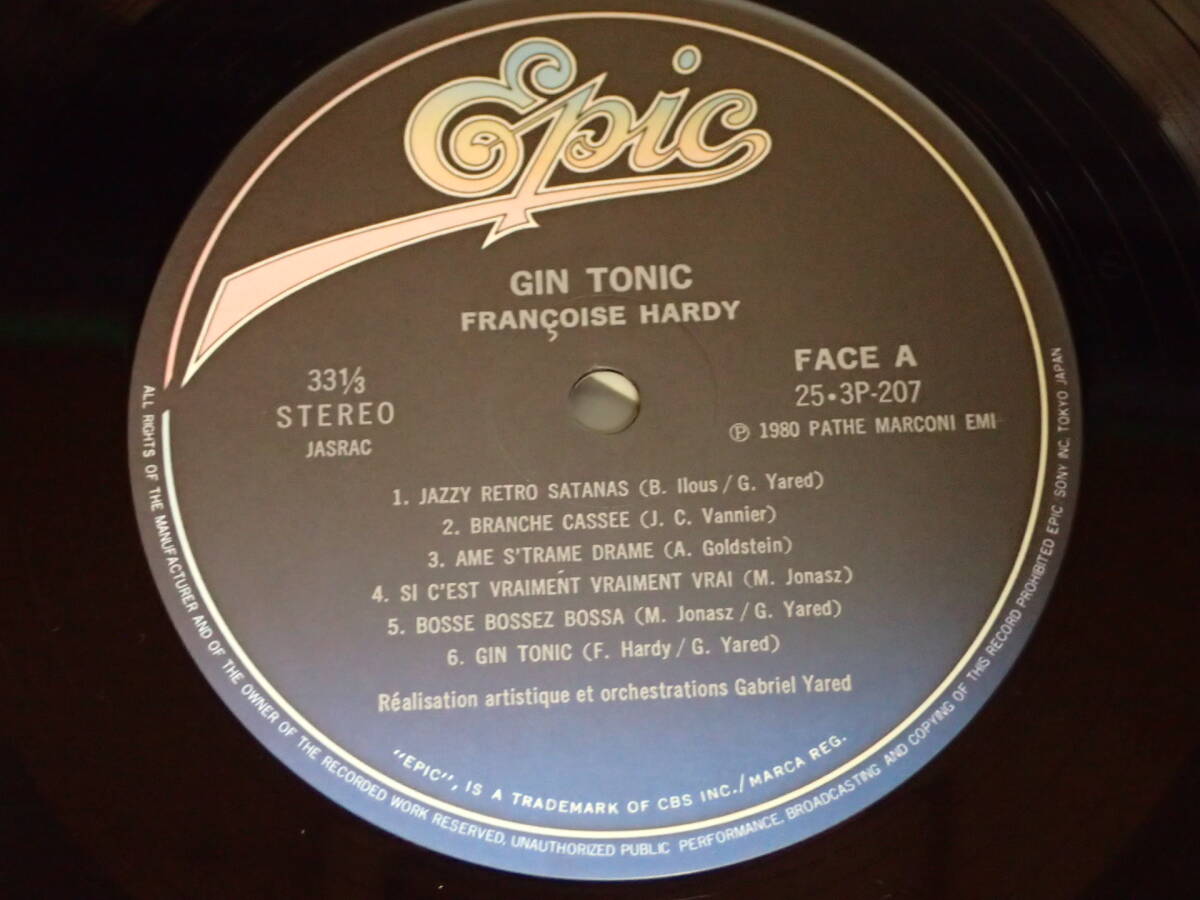 Epic
GIN TONIC
FRANÇOISE HARDY
33⅓
STEREO
JASRAC
FACE A
25・3P-207
Ⓟ 1980 PATHE MARCONI EMI
1. JAZZY RETRO SATANAS (B. Ilous / G. Yared)
2. BRANCHE CASSEE (J. C. Vannier)
3. AME S'TRAME DRAME (A. Goldstein)
4. SI C'EST VRAIMENT VRAIMENT VRAI (M. Jonasz)
5. BOSSE BOSSEZ BOSSA (M. Jonasz / G. Yared)
6. GIN TONIC (F. Hardy / G. Yared)
Réalisation artistique et orchestrations Gabriel Yared
"EPIC", IS A TRADEMARK OF CBS INC./MARCA REG.
ALL RIGHTS OF THE MANUFACTURER AND OF THE OWNER OF THE RECORDED WORK RESERVED, UNAUTHORIZED PUBLIC PERFORMANCE, BROADCASTING AND COPYING OF THIS RECORD PROHIBITED EPIC. SONY INC. TOKYO JAPAN